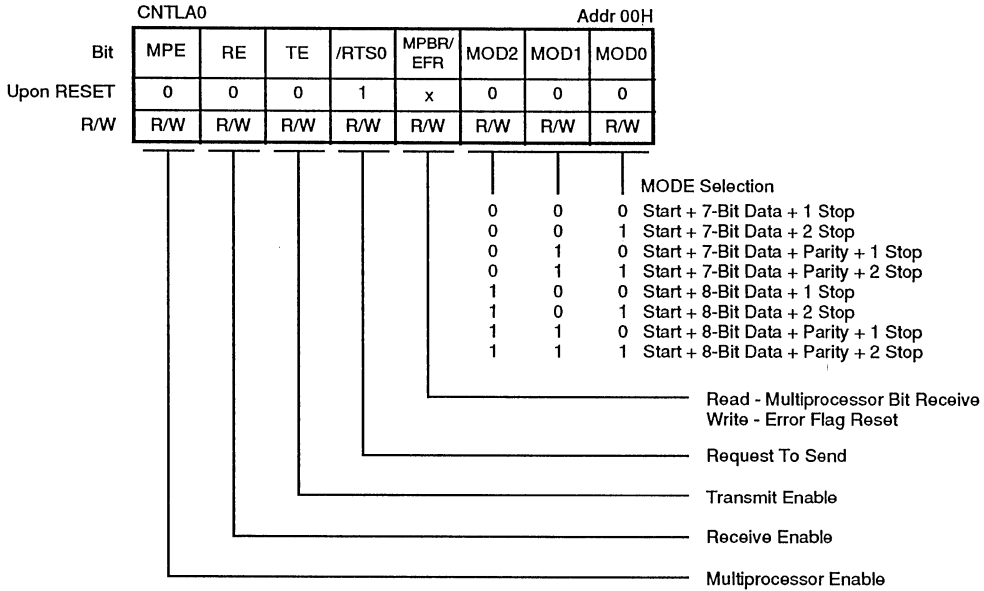 CNTLA0 Addr 00H
Bit MPE RE TE /RTS0 MPBR/ EFR MOD2 MOD1 MOD0
Upon RESET 0 0 0 1 x 0 0 0
R/W R/W R/W R/W R/W R/W R/W R/W R/W
MODE Selection
0 0 0 Start + 7-Bit Data + 1 Stop
0 0 1 Start + 7-Bit Data + 2 Stop
0 1 0 Start + 7-Bit Data + Parity + 1 Stop
0 1 1 Start + 7-Bit Data + Parity + 2 Stop
1 0 0 Start + 8-Bit Data + 1 Stop
1 0 1 Start + 8-Bit Data + 2 Stop
1 1 0 Start + 8-Bit Data + Parity + 1 Stop
1 1 1 Start + 8-Bit Data + Parity + 2 Stop
Read - Multiprocessor Bit Receive
Write - Error Flag Reset
Request To Send
Transmit Enable
Receive Enable
Multiprocessor Enable